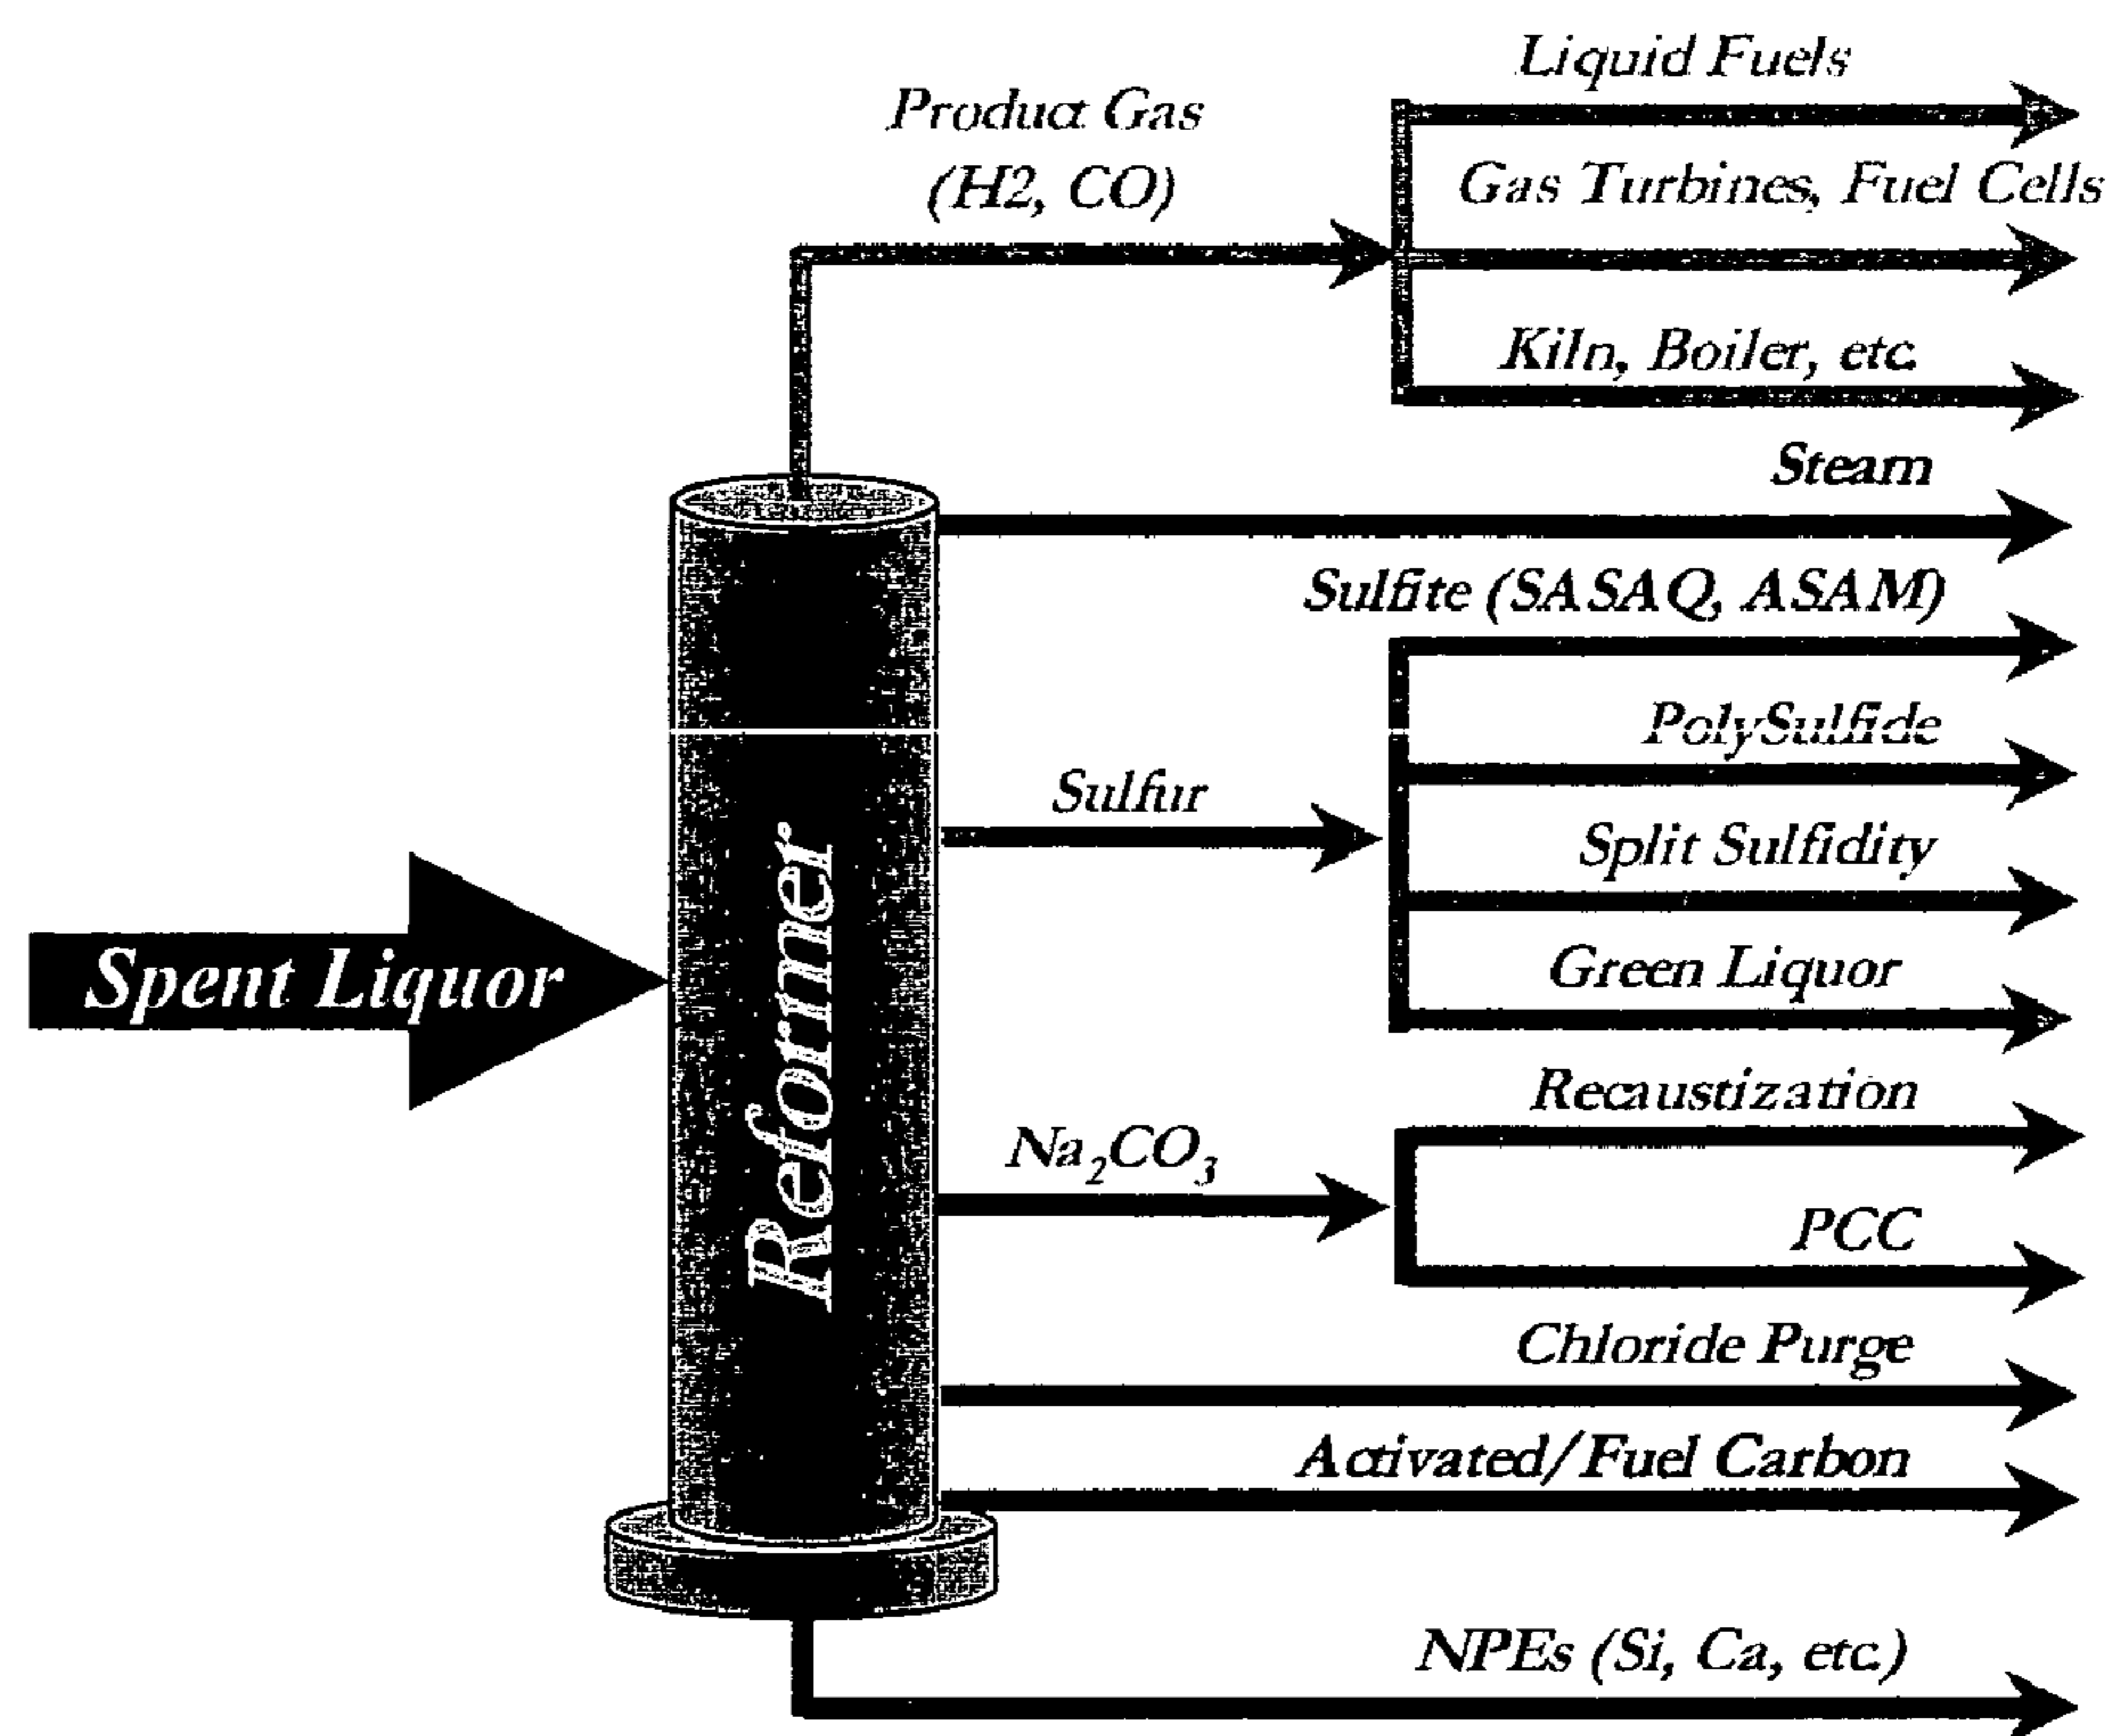 Liquid Fuels
Product Gas
(H2, CO)
Gas Turbines, Fuel Cells
Kiln, Boiler, etc.
Steam
Sulfite (SASAQ, ASAM)
PolySulfide
Sulfur
Split Sulfidity
Spent Liquor
Reformer
Green Liquor
Recaustization
Na₂CO₃
PCC
Chloride Purge
Activated/Fuel Carbon
NPEs (Si, Ca, etc.)